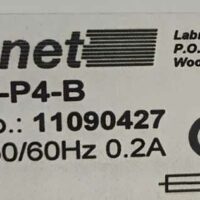 net
Lab
P.O.
Woo
-P4-B
o.: 11090427
50/60Hz 0.2A